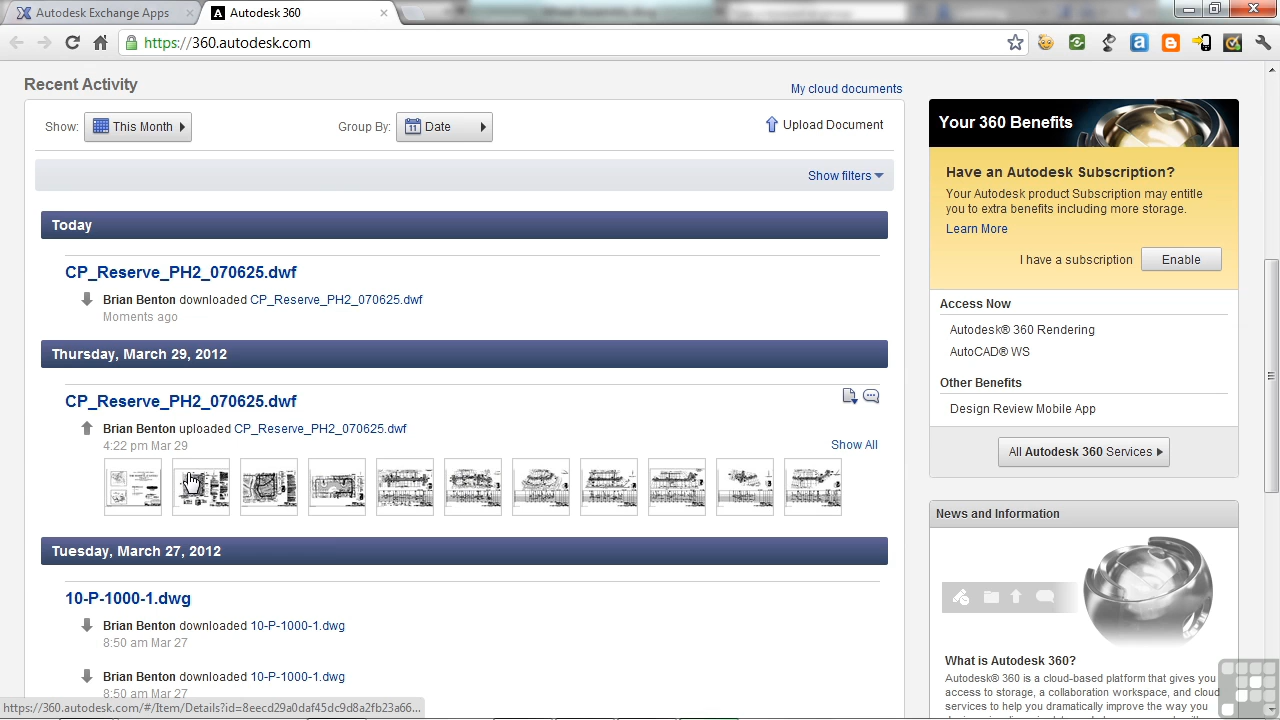 Autodesk Exchange Apps
Autodesk 360
https://360.autodesk.com
Recent Activity
My cloud documents
Show: This Month
Group By: 11 Date
Upload Document
Show filters
Today
CP_Reserve_PH2_070625.dwf
Brian Benton downloaded CP_Reserve_PH2_070625.dwf
Moments ago
Thursday, March 29, 2012
CP_Reserve_PH2_070625.dwf
Brian Benton uploaded CP_Reserve_PH2_070625.dwf
4:22 pm Mar 29
Show All
Tuesday, March 27, 2012
10-P-1000-1.dwg
Brian Benton downloaded 10-P-1000-1.dwg
8:50 am Mar 27
Brian Benton downloaded 10-P-1000-1.dwg
8:50 am Mar 27
https://360.autodesk.com/#/Item/Details?id=8eecd29a0daf45dc9d8a2fb23a66...
Your 360 Benefits
Have an Autodesk Subscription?
Your Autodesk product Subscription may entitle
you to extra benefits including more storage.
Learn More
I have a subscription Enable
Access Now
Autodesk® 360 Rendering
AutoCAD® WS
Other Benefits
Design Review Mobile App
All Autodesk 360 Services
News and Information
What is Autodesk 360?
Autodesk® 360 is a cloud-based platform that gives you
access to storage, a collaboration workspace, and cloud
services to help you dramatically improve the way you